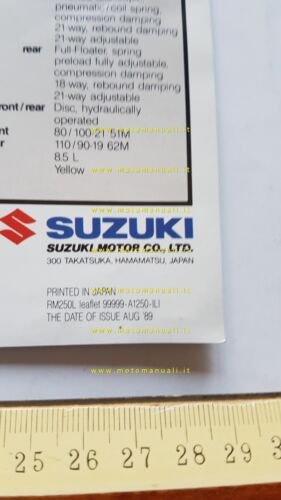 pneumatic/coil spring,
compression damping
21-way, rebound damping
21-way adjustable
rear Full-Floater, spring
preload fully adjustable,
compression damping
18-way, rebound damping
21-way adjustable
front/rear Disc, hydraulically
operated
nt 80/100-21 51M
r 110/90-19 62M
8.5 L
Yellow
www.motomanuali.it
www.motomanuali.it
SUZUKI
SUZUKI MOTOR CO., LTD.
300 TAKATSUKA, HAMAMATSU, JAPAN
www.motomanuali.it
PRINTED IN JAPAN
RM250L leaflet 99999-A1250-ILI
THE DATE OF ISSUE AUG '89
www.motomanuali.it
25 26 27 28 29 3